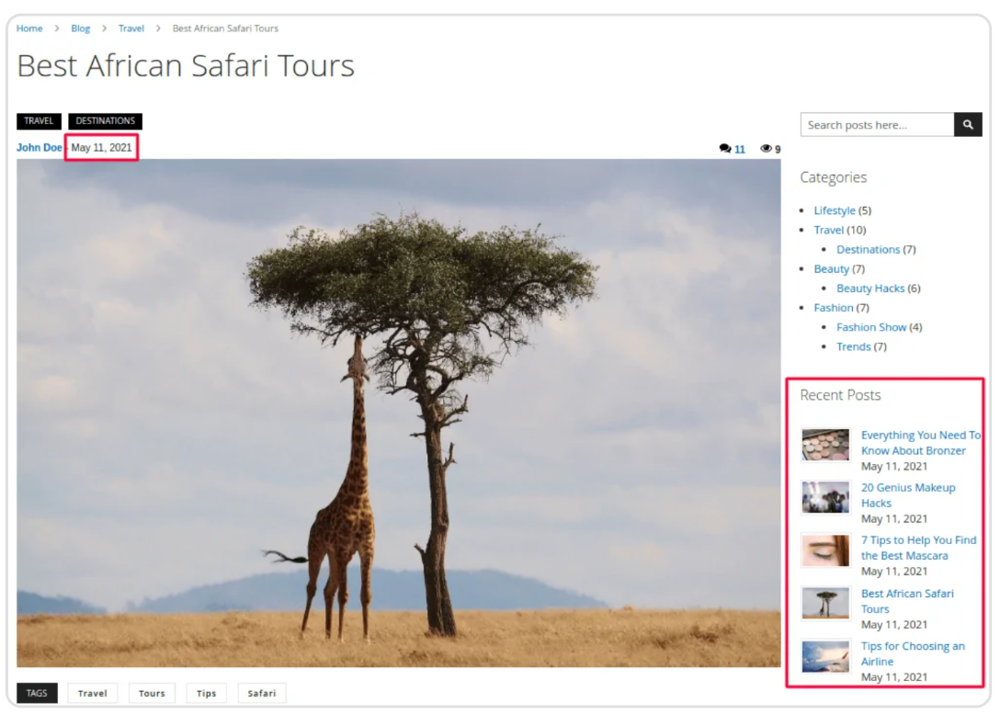 Home > Blog > Travel > Best African Safari Tours
Best African Safari Tours
TRAVEL DESTINATIONS
John Doe - May 11, 2021
11 9
Search posts here...
Categories
• Lifestyle (5)
• Travel (10)
• Destinations (7)
• Beauty (7)
• Beauty Hacks (6)
• Fashion (7)
• Fashion Show (4)
• Trends (7)
Recent Posts
Everything You Need To
Know About Bronzer
May 11, 2021
20 Genius Makeup
Hacks
May 11, 2021
7 Tips to Help You Find
the Best Mascara
May 11, 2021
Best African Safari
Tours
May 11, 2021
Tips for Choosing an
Airline
May 11, 2021
TAGS Travel Tours Tips Safari